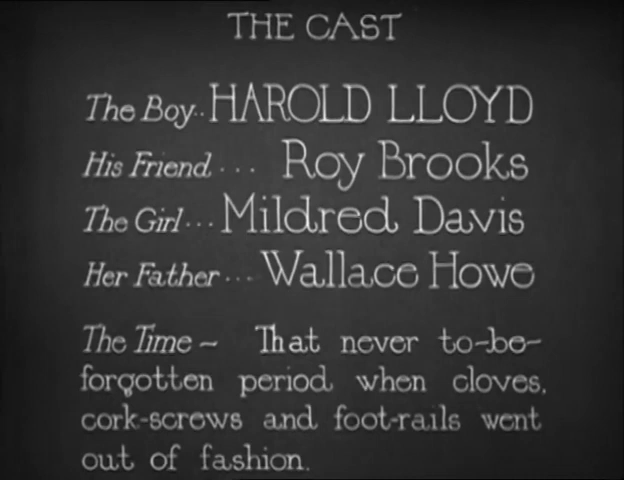 THE CAST
The Boy.. HAROLD LLOYD
His Friend ... Roy Brooks
The Girl ... Mildred Davis
Her Father ... Wallace Howe
The Time ~ That never to-be-
forgotten period when cloves,
cork-screws and foot-rails went
out of fashion.